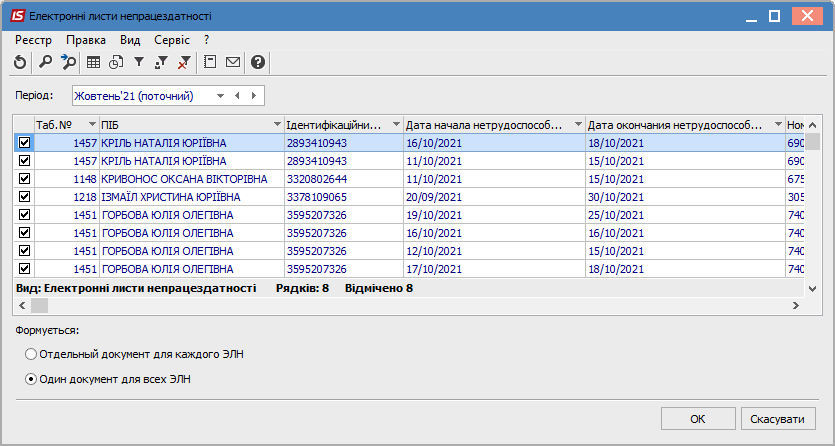 IS Електронні листи непрацездатності
Реєстр Правка Вид Сервіс ?
Період: Жовтень'21 (поточний)
Таб.№ ПІБ Ідентифікаційни... Дата начала нетрудоспособ... Дата окончания нетрудоспособ... Ном
1457 КРІЛЬ НАТАЛІЯ ЮРІЇВНА 2893410943 16/10/2021 18/10/2021 690
1457 КРІЛЬ НАТАЛІЯ ЮРІЇВНА 2893410943 11/10/2021 15/10/2021 690
1148 КРИВОНОС ОКСАНА ВІКТОРІВНА 3320802644 11/10/2021 15/10/2021 675
1218 ІЗМАЇЛ ХРИСТИНА ЮРІЇВНА 3378109065 20/09/2021 30/10/2021 305
1451 ГОРБОВА ЮЛІЯ ОЛЕГІВНА 3595207326 19/10/2021 25/10/2021 740
1451 ГОРБОВА ЮЛІЯ ОЛЕГІВНА 3595207326 16/10/2021 16/10/2021 740
1451 ГОРБОВА ЮЛІЯ ОЛЕГІВНА 3595207326 12/10/2021 15/10/2021 740
1451 ГОРБОВА ЮЛІЯ ОЛЕГІВНА 3595207326 17/10/2021 18/10/2021 740
Вид: Електронні листи непрацездатності Рядків: 8 Відмічено 8
Формується:
Отдельный документ для каждого ЭЛН
Один документ для всех ЭЛН
ОК Скасувати